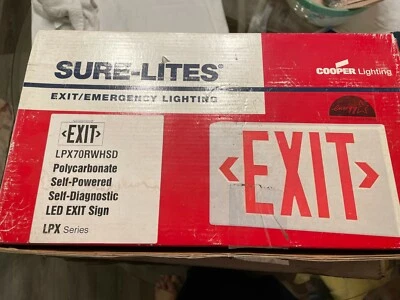 SURE-LITES®
COOPER Lighting
EXIT/EMERGENCY LIGHTING
EXIT
LPX70RWHSD
Polycarbonate
Self-Powered
Self-Diagnostic
LED EXIT Sign
LPX Series
EXIT